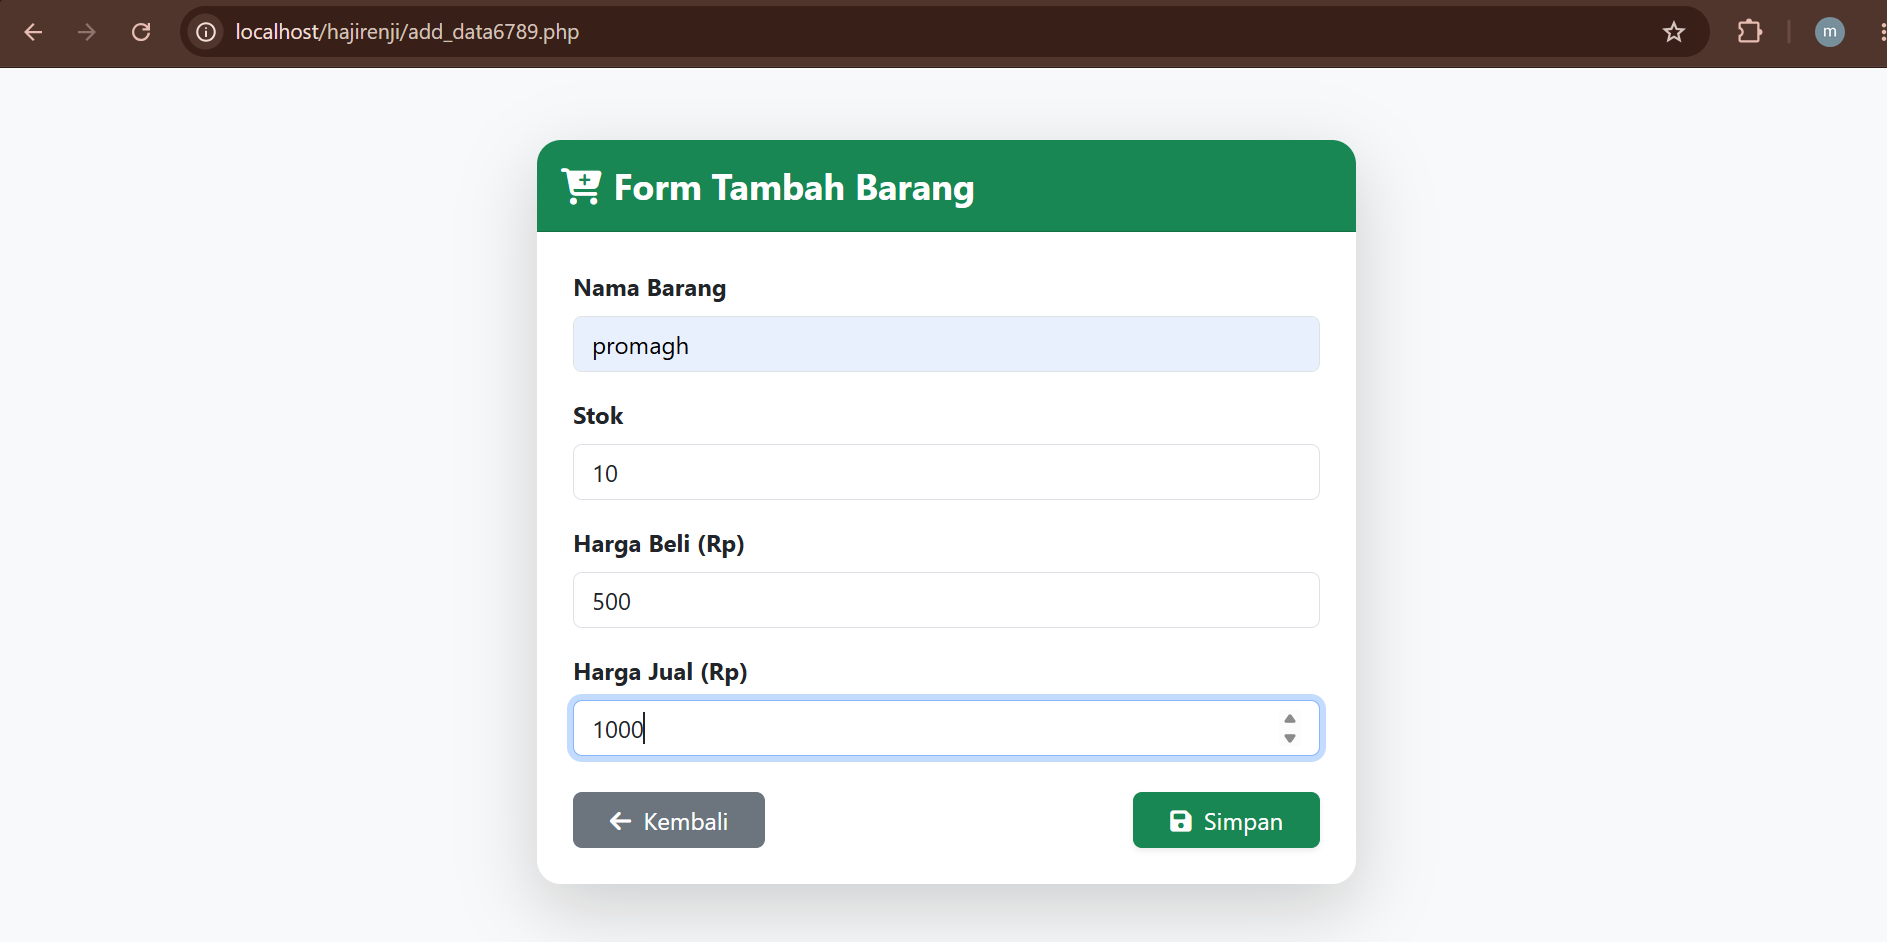 localhost/hajirenji/add_data6789.php
m
Form Tambah Barang
Nama Barang
promagh
Stok
10
Harga Beli (Rp)
500
Harga Jual (Rp)
1000
Kembali
Simpan